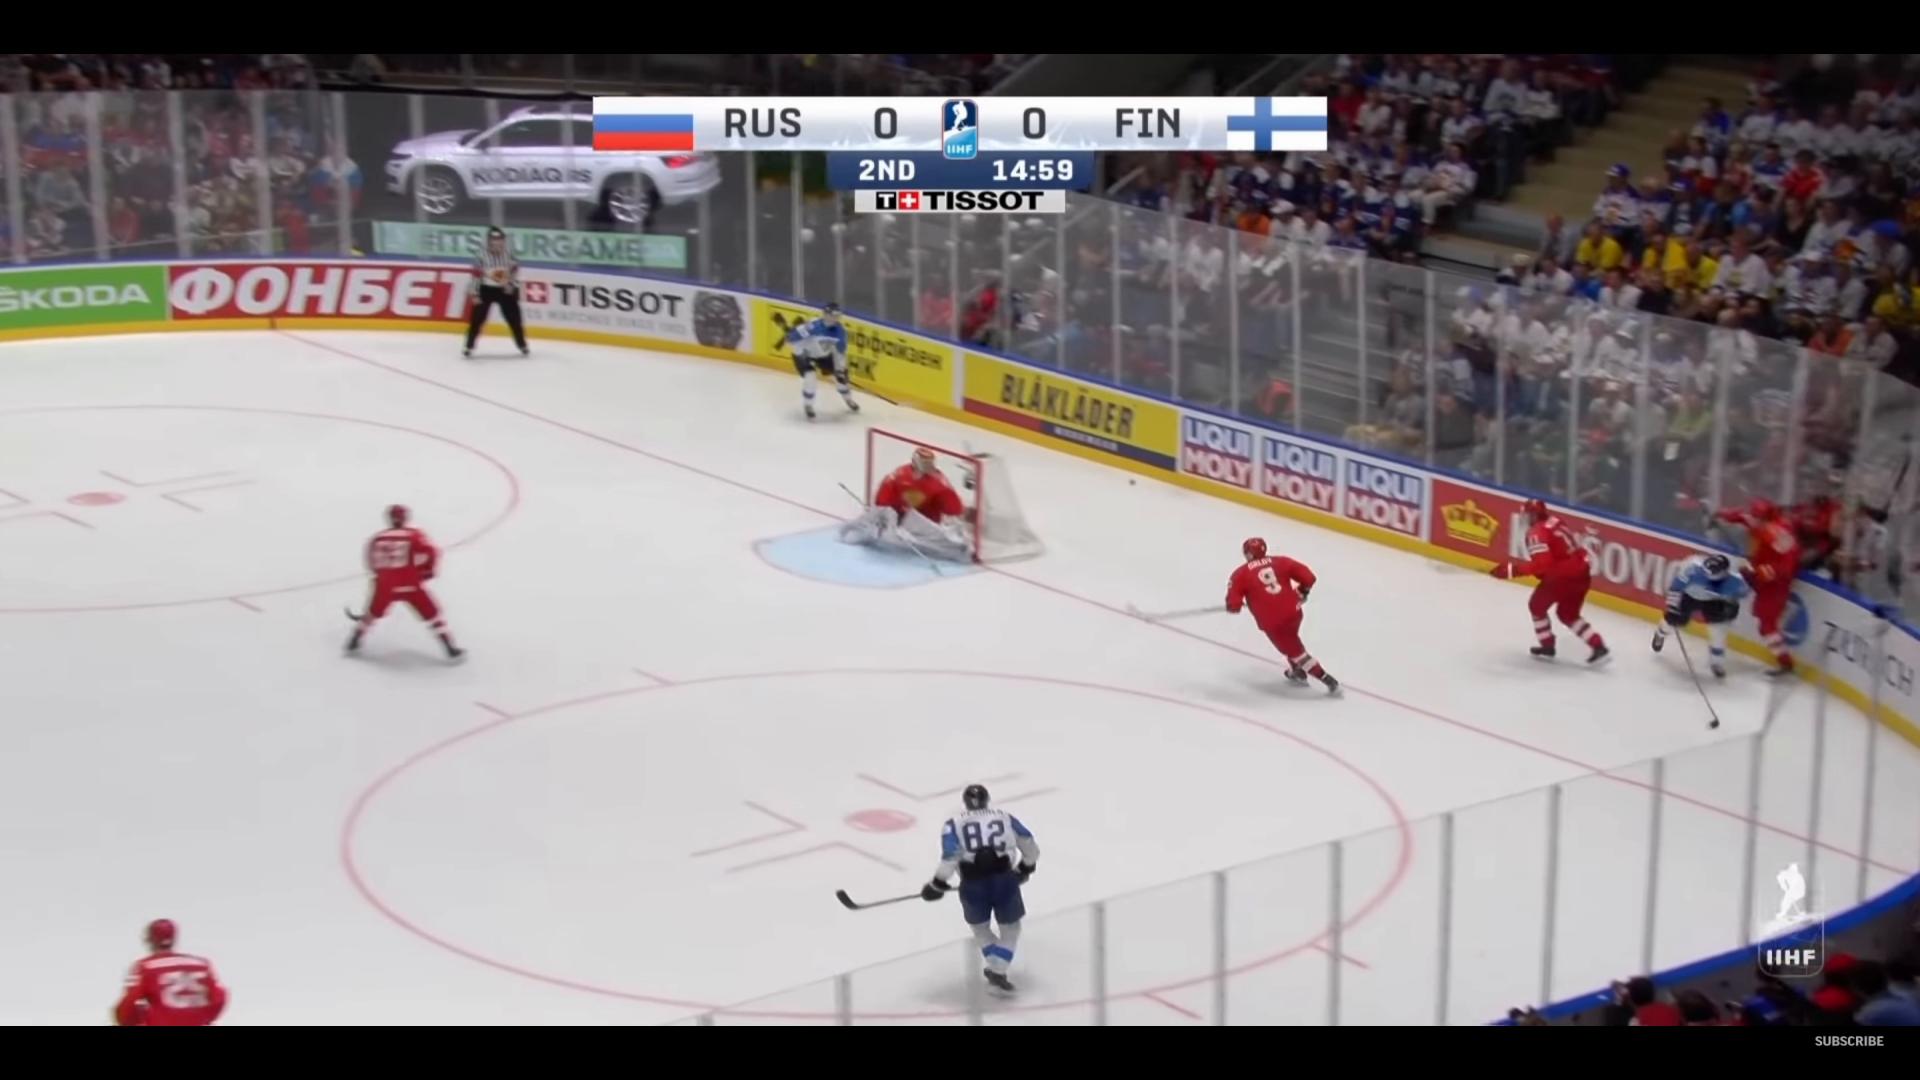 RUS 0 IIHF 0 FIN
2ND 14:59
TISSOT
KODIAQ RS
ŠKODA
ФОНБЕТ
TISSOT
BLÅKLÄDER
LIQUI MOLY
LIQUI MOLY
LIQUI MOLY
9
82
25
IIHF
SUBSCRIBE